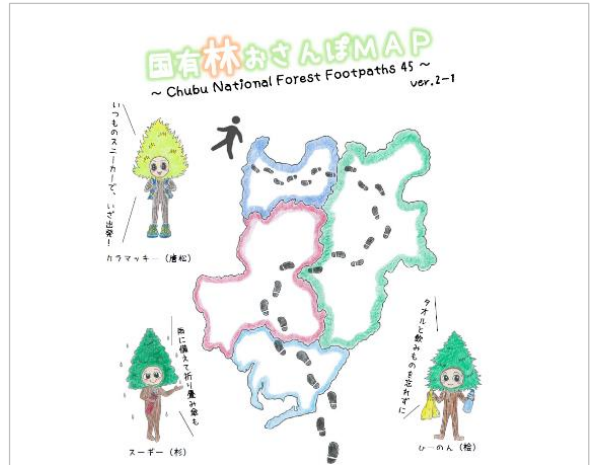 国有林おさんぽMAP
~ Chubu National Forest Footpaths 45 ~
ver.2-1
いつものスニーカーで、いざ出発!
カラマッキー(唐松)
雨に備えて折り畳み傘も
スーギー(杉)
タオルと飲みものを忘れずに
ひーのん(桧)